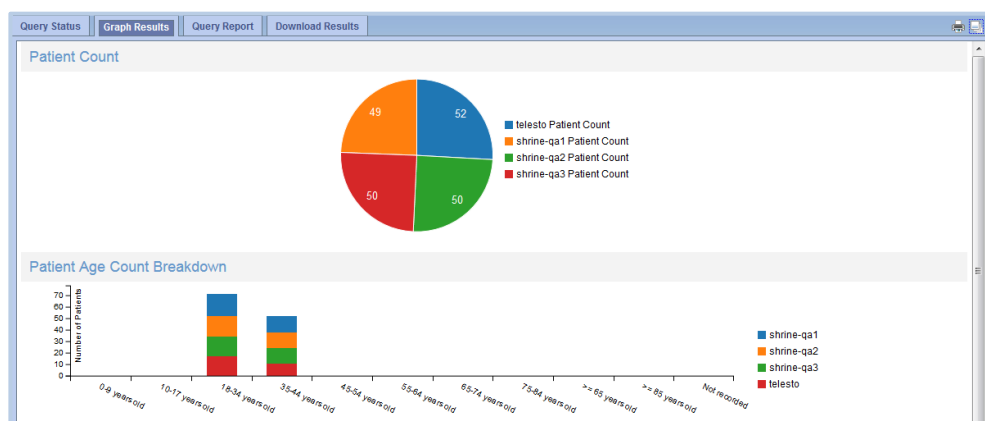 Query Status Graph Results Query Report Download Results
Patient Count
49
52
50
50
telesto Patient Count
shrine-qa1 Patient Count
shrine-qa2 Patient Count
shrine-qa3 Patient Count
Patient Age Count Breakdown
Number of Patients
70
60
50
40
30
20
10
0
0-9 years old
10-17 years old
18-34 years old
35-44 years old
45-54 years old
55-64 years old
65-74 years old
75-84 years old
>= 65 years old
>= 85 years old
Not recorded
shrine-qa1
shrine-qa2
shrine-qa3
telesto